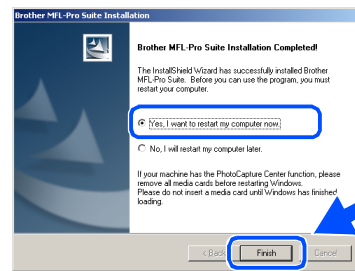 Brother MFL-Pro Suite Installation
Brother MFL-Pro Suite Installation Completed!
The InstallShield Wizard has successfully installed Brother
MFL-Pro Suite. Before you can use the program, you must
restart your computer.
Yes, I want to restart my computer now.
No, I will restart my computer later.
If your machine has the PhotoCapture Center function, please
remove all media cards before restarting Windows.
Please do not insert a media card until Windows has finished
loading.
< Back
Finish
Cancel